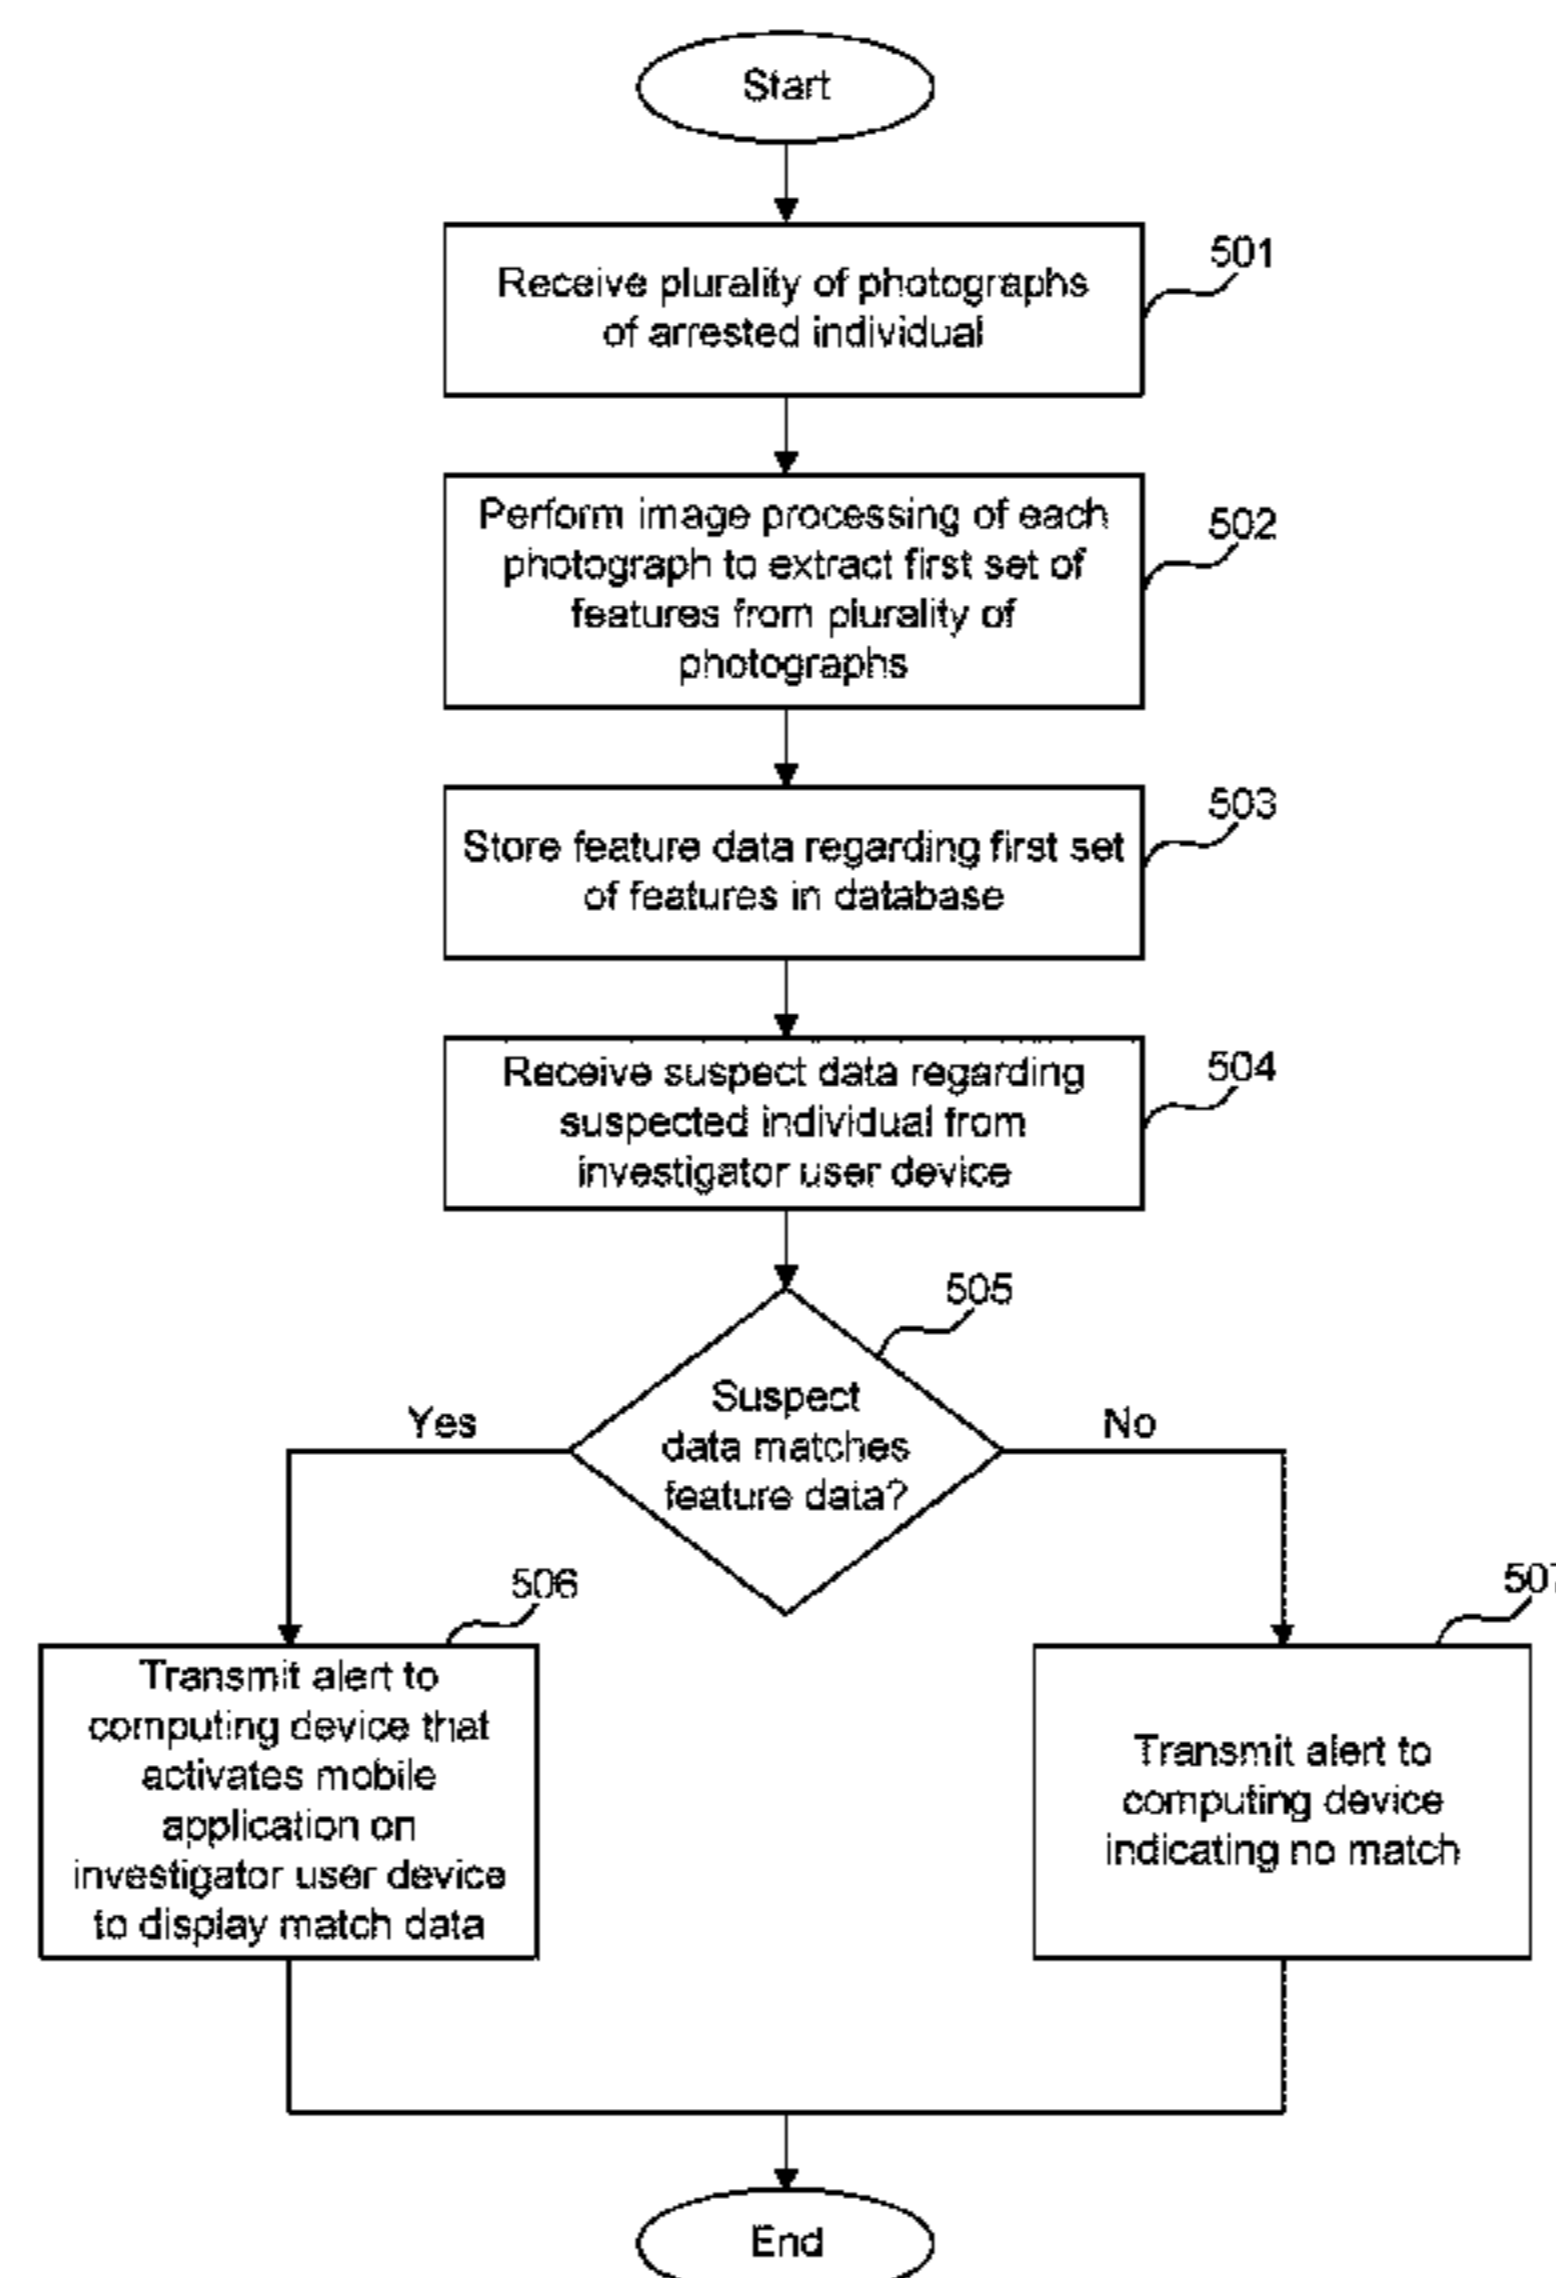 Start
Receive plurality of photographs
of arrested individual
501
Perform image processing of each
photograph to extract first set of
features from plurality of
photographs
502
Store feature data regarding first set
of features in database
503
Receive suspect data regarding
suspected individual from
investigator user device
504
505
Suspect
data matches
feature data?
Yes
No
506
Transmit alert to
computing device that
activates mobile
application on
investigator user device
to display match data
507
Transmit alert to
computing device
indicating no match
End